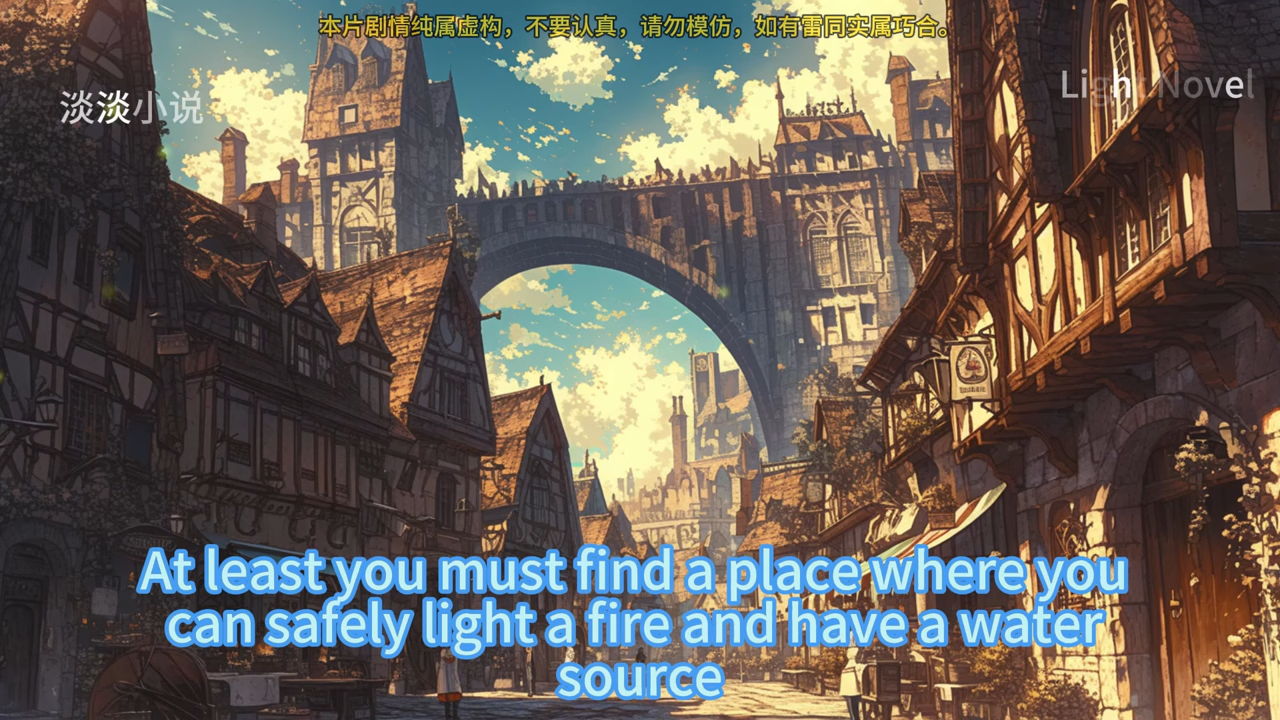 本片剧情纯属虚构，不要认真，请勿模仿，如有雷同实属巧合。
淡淡小说
Light Novel
At least you must find a place where you
can safely light a fire and have a water
source